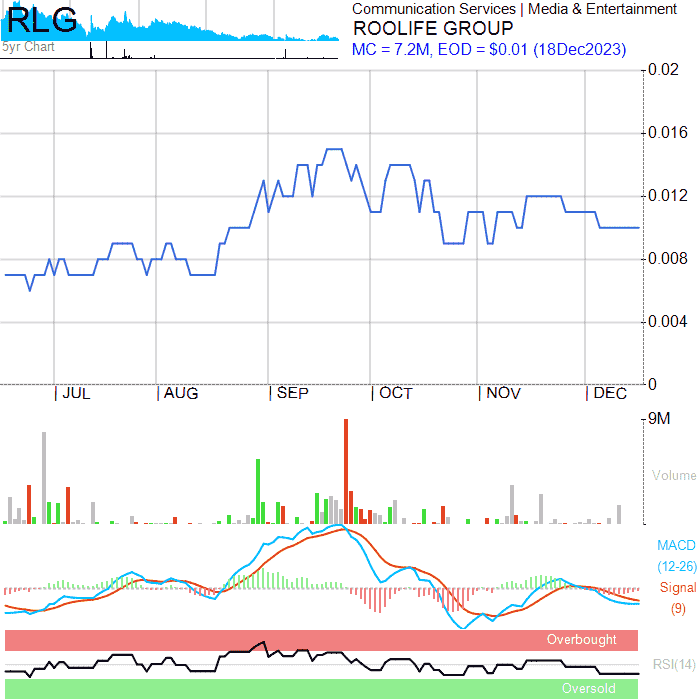 RLG
5yr Chart
Communication Services | Media & Entertainment
ROOLIFE GROUP
MC = 7.2M, EOD = $0.01 (18Dec2023)
0.02
0.016
0.012
0.008
0.004
0
JUL AUG SEP OCT NOV DEC
9M
Volume
MACD
(12-26)
Signal
(9)
Overbought
RSI(14)
Oversold